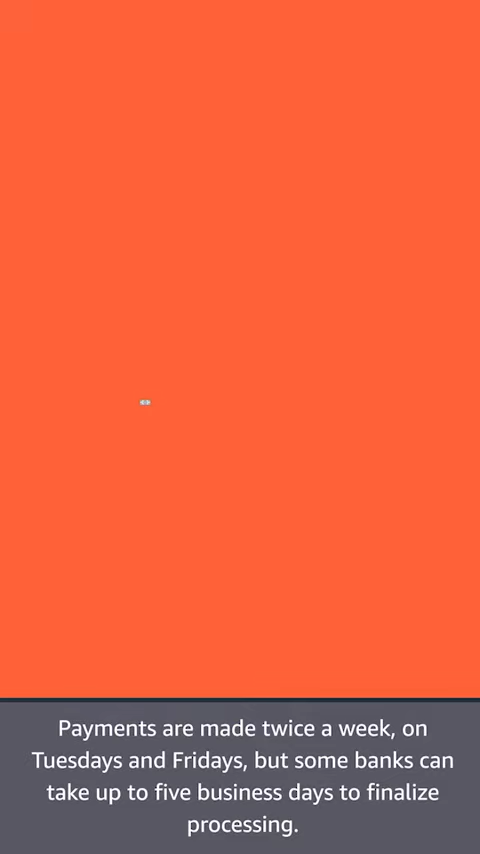 Payments are made twice a week, on
Tuesdays and Fridays, but some banks can
take up to five business days to finalize
processing.